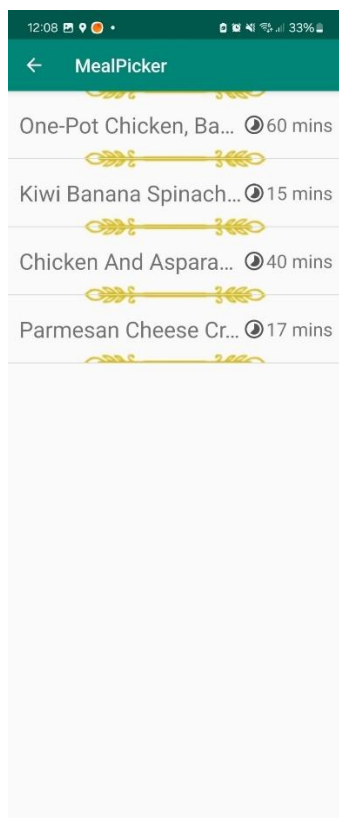 12:08 33%
MealPicker
One-Pot Chicken, Ba... 60 mins
Kiwi Banana Spinach... 15 mins
Chicken And Aspara... 40 mins
Parmesan Cheese Cr... 17 mins